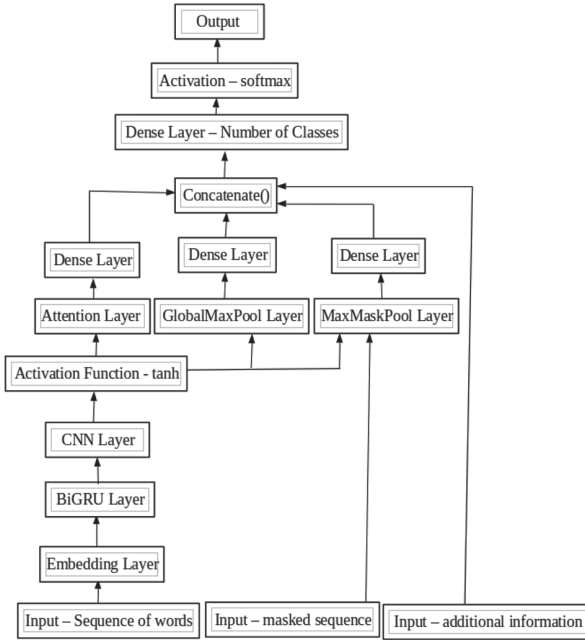 Output
Activation – softmax
Dense Layer – Number of Classes
Concatenate()
Dense Layer
Dense Layer
Dense Layer
Attention Layer
GlobalMaxPool Layer
MaxMaskPool Layer
Activation Function - tanh
CNN Layer
BiGRU Layer
Embedding Layer
Input – Sequence of words
Input – masked sequence
Input – additional information